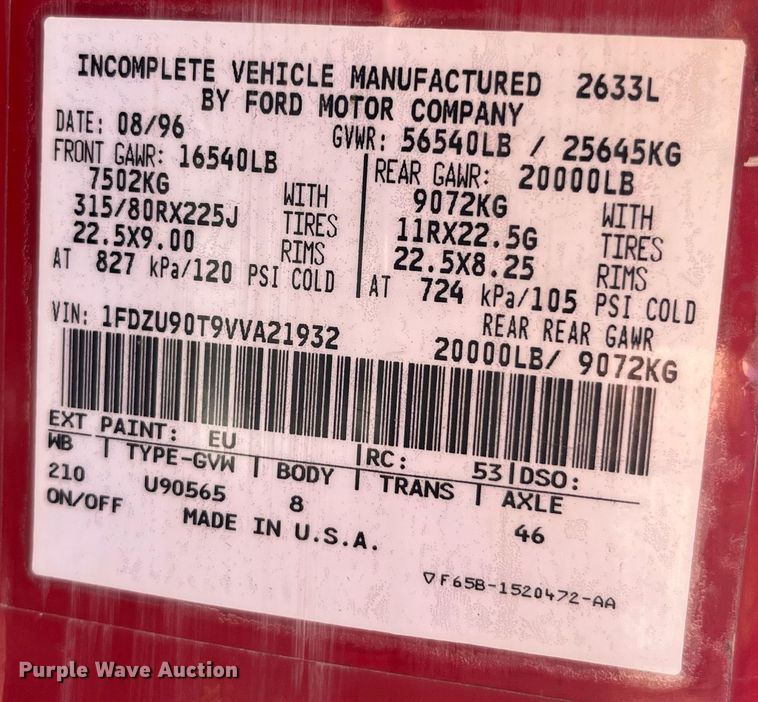 INCOMPLETE VEHICLE MANUFACTURED 2633L
BY FORD MOTOR COMPANY
DATE: 08/96 GVWR: 56540LB / 25645KG
FRONT GAWR: 16540LB
7502KG WITH
315/80RX225J TIRES
22.5X9.00 RIMS
AT 827 kPa/120 PSI COLD
REAR GAWR: 20000LB
9072KG WITH
11RX22.5G TIRES
22.5X8.25 RIMS
AT 724 kPa/105 PSI COLD
VIN: 1FDZU90T9VVA21932
REAR REAR GAWR
20000LB/ 9072KG
EXT PAINT: EU RC: 53 DSO:
WB TYPE-GVW BODY TRANS AXLE
210 U90565 8 46
ON/OFF MADE IN U.S.A.
F65B-1520472-AA
Purple Wave Auction